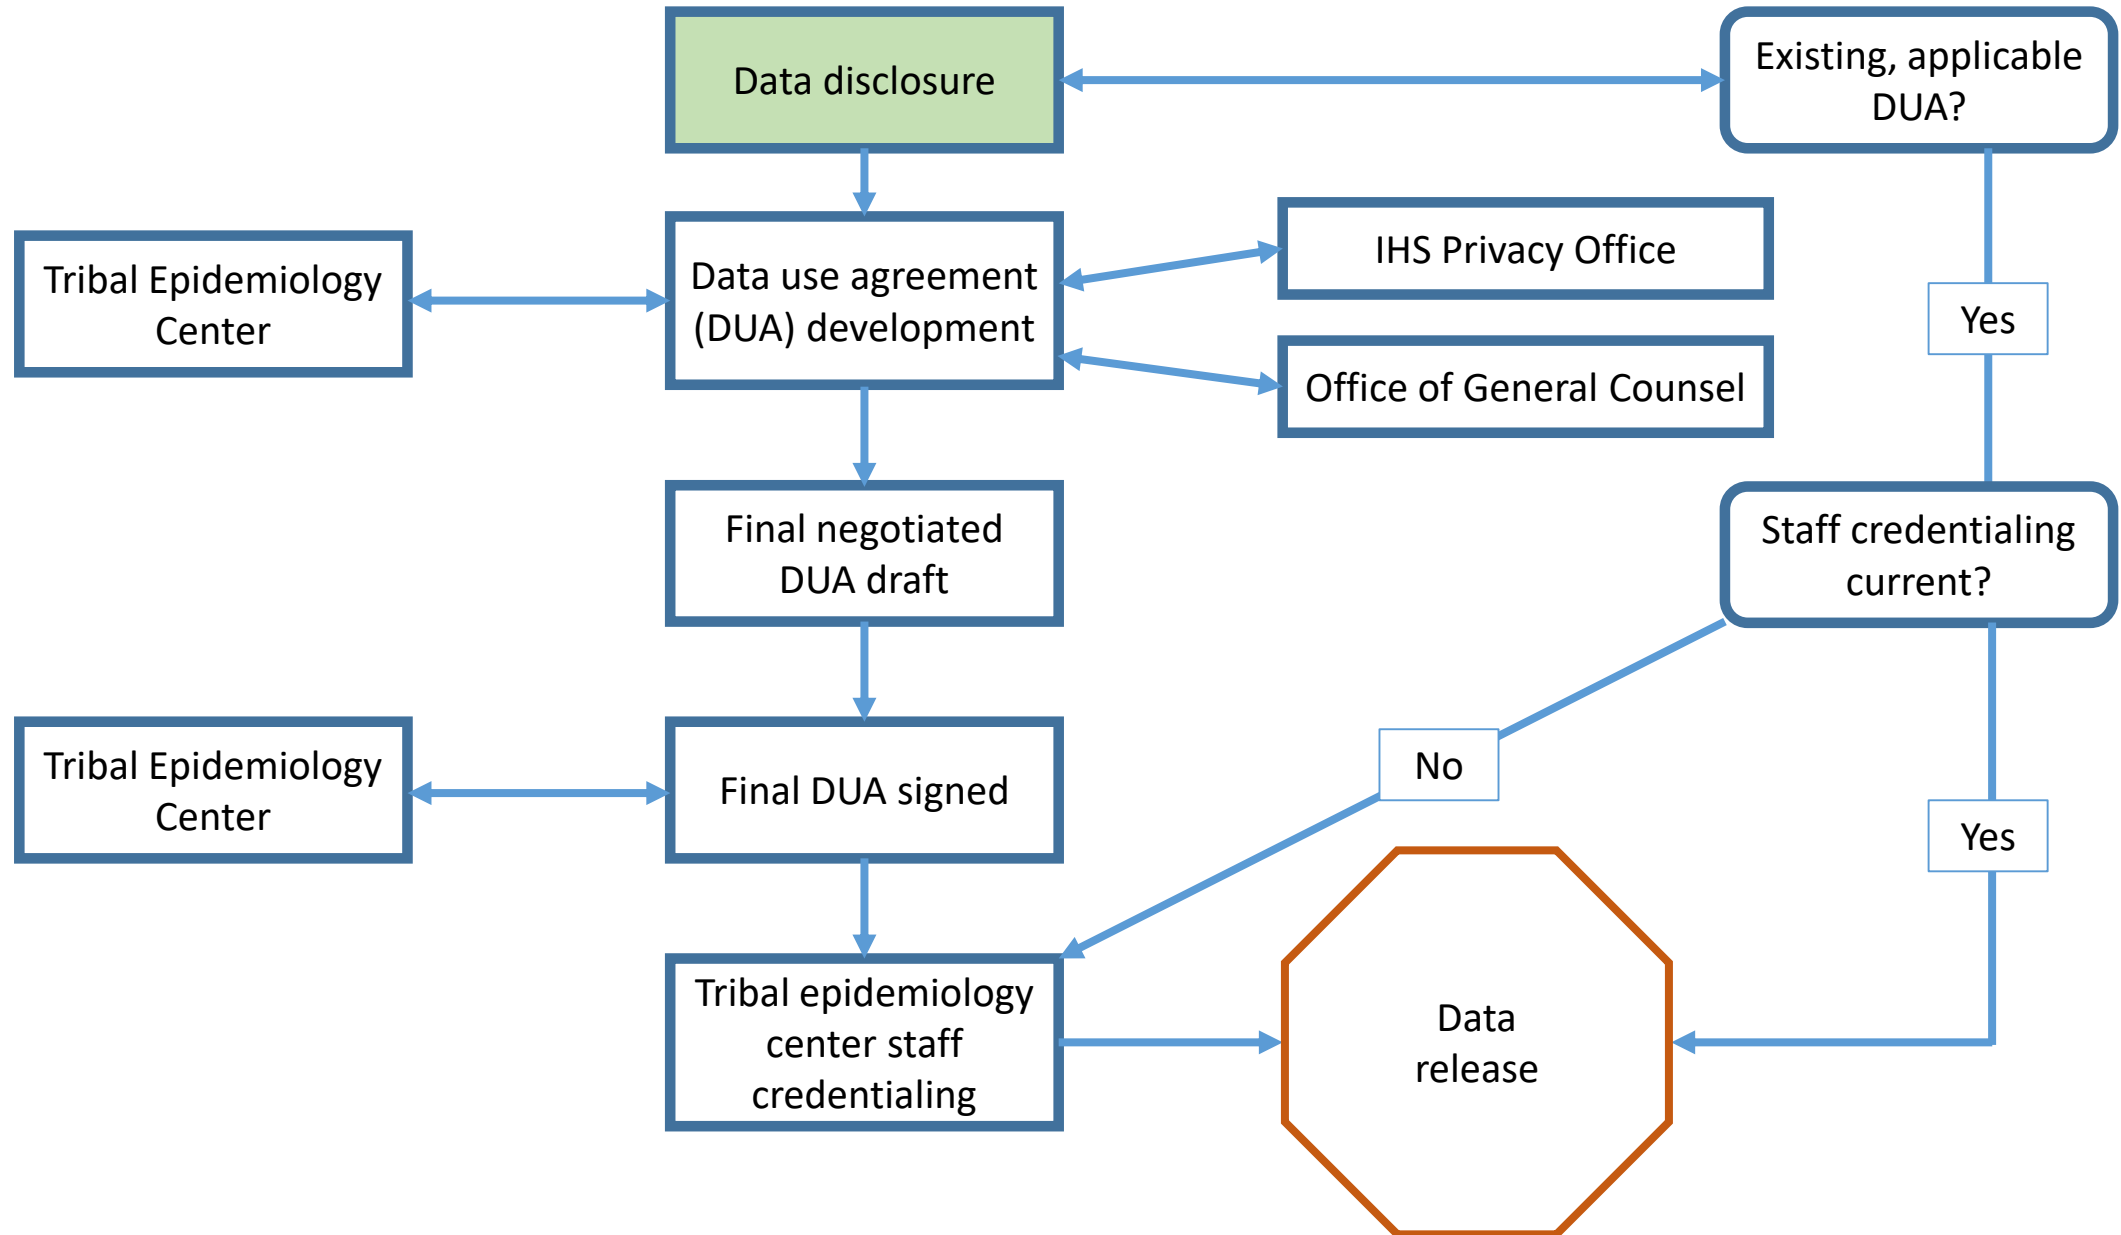 Data disclosure
Existing, applicable
DUA?
Tribal Epidemiology
Center
Data use agreement
(DUA) development
IHS Privacy Office
Office of General Counsel
Yes
Final negotiated
DUA draft
Staff credentialing
current?
Tribal Epidemiology
Center
Final DUA signed
No
Yes
Tribal epidemiology
center staff
credentialing
Data
release